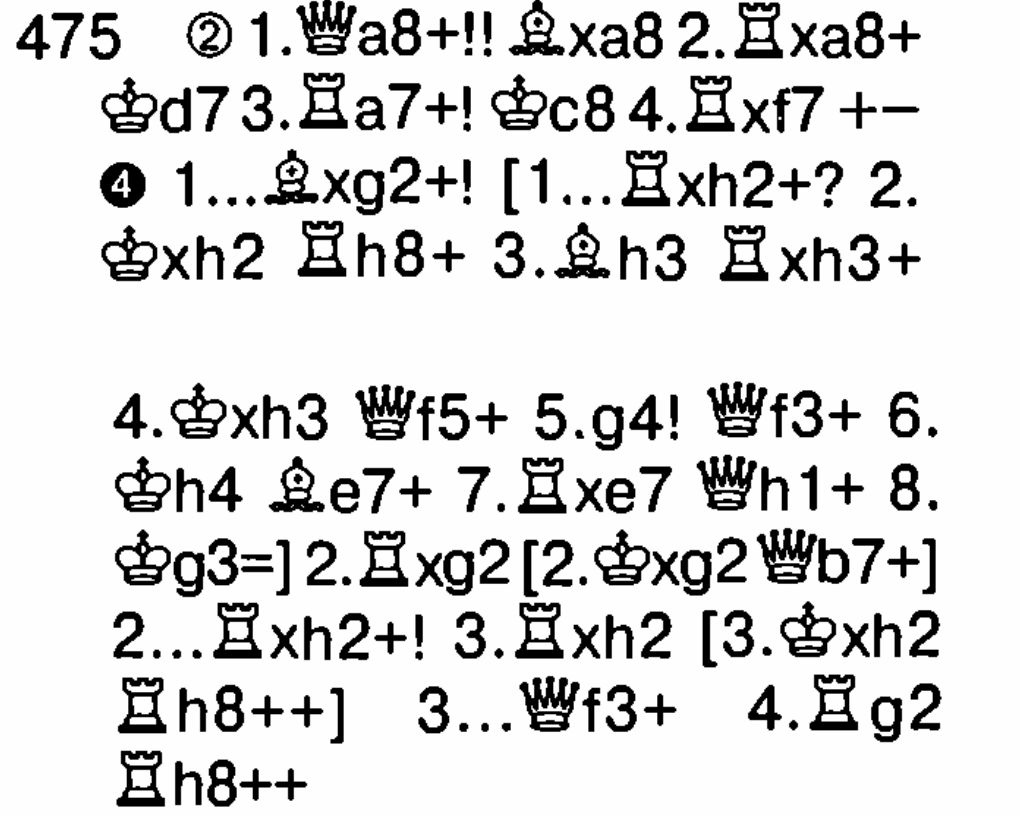 475 ② 1.♕a8+!! ♗xa8 2.♖xa8+
♔d7 3.♖a7+! ♔c8 4.♖xf7 +−
❹ 1...♗xg2+! [1...♖xh2+? 2.
♔xh2 ♖h8+ 3.♗h3 ♖xh3+
4.♔xh3 ♕f5+ 5.g4! ♕f3+ 6.
♔h4 ♗e7+ 7.♖xe7 ♕h1+ 8.
♔g3=] 2.♖xg2 [2.♔xg2 ♕b7+]
2...♖xh2+! 3.♖xh2 [3.♔xh2
♖h8++] 3...♕f3+ 4.♖g2
♖h8++